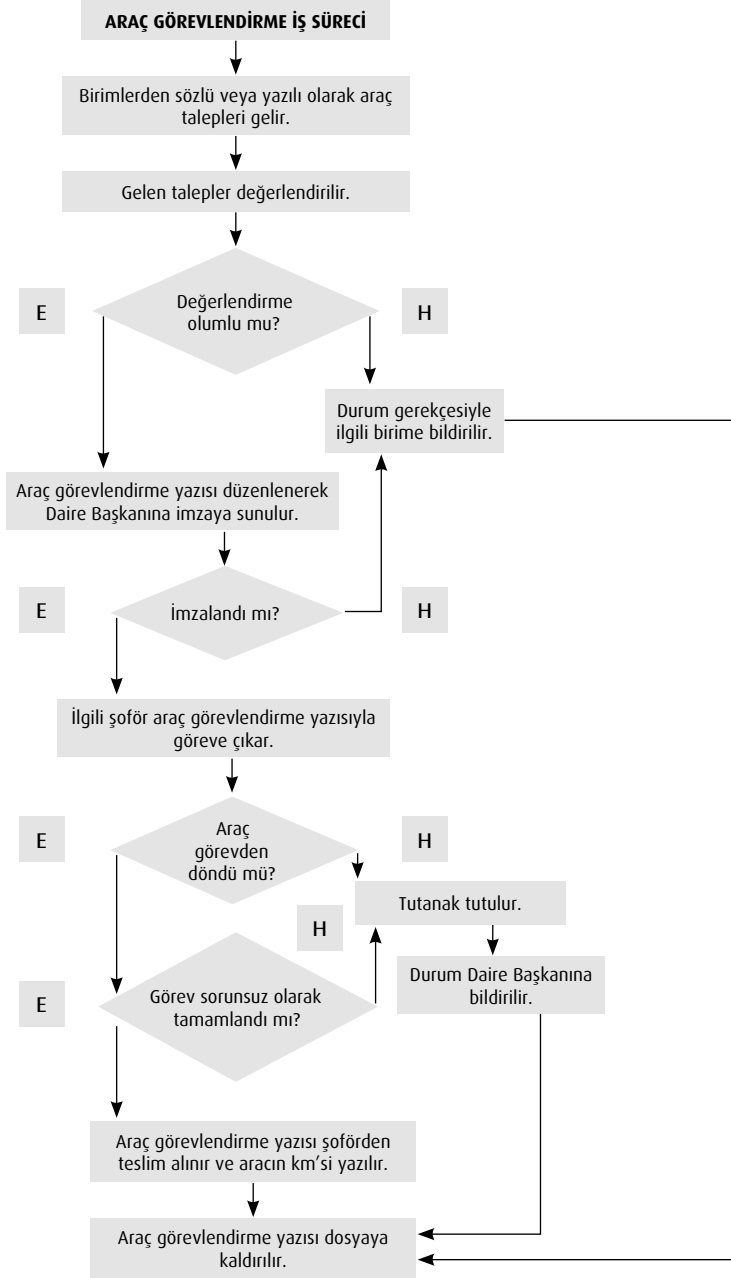 ARAÇ GÖREVLENDİRME İŞ SÜRECİ
Birimlerden sözlü veya yazılı olarak araç
talepleri gelir.
Gelen talepler değerlendirilir.
E
Değerlendirme
olumlu mu?
H
Durum gerekçesiyle
ilgili birime bildirilir.
Araç görevlendirme yazısı düzenlenerek
Daire Başkanına imzaya sunulur.
E
İmzalandı mı?
H
İlgili şoför araç görevlendirme yazısıyla
göreve çıkar.
E
Araç
görevden
döndü mü?
H
Tutanak tutulur.
H
Durum Daire Başkanına
bildirilir.
E
Görev sorunsuz olarak
tamamlandı mı?
Araç görevlendirme yazısı şoförden
teslim alınır ve aracın km'si yazılır.
Araç görevlendirme yazısı dosyaya
kaldırılır.